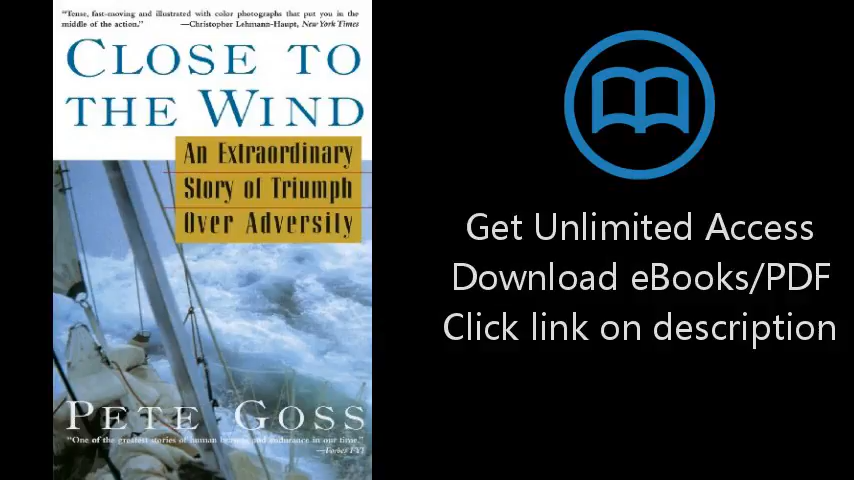 "Tense, fast-moving and illustrated with color photographs that put you in the
middle of the action." —Christopher Lehmann-Haupt, New York Times
CLOSE TO
THE WIND
An Extraordinary
Story of Triumph
Over Adversity
PETE GOSS
"One of the greatest stories of human heroism and endurance in our time."
—Forbes FYI
Get Unlimited Access
Download eBooks/PDF
Click link on description